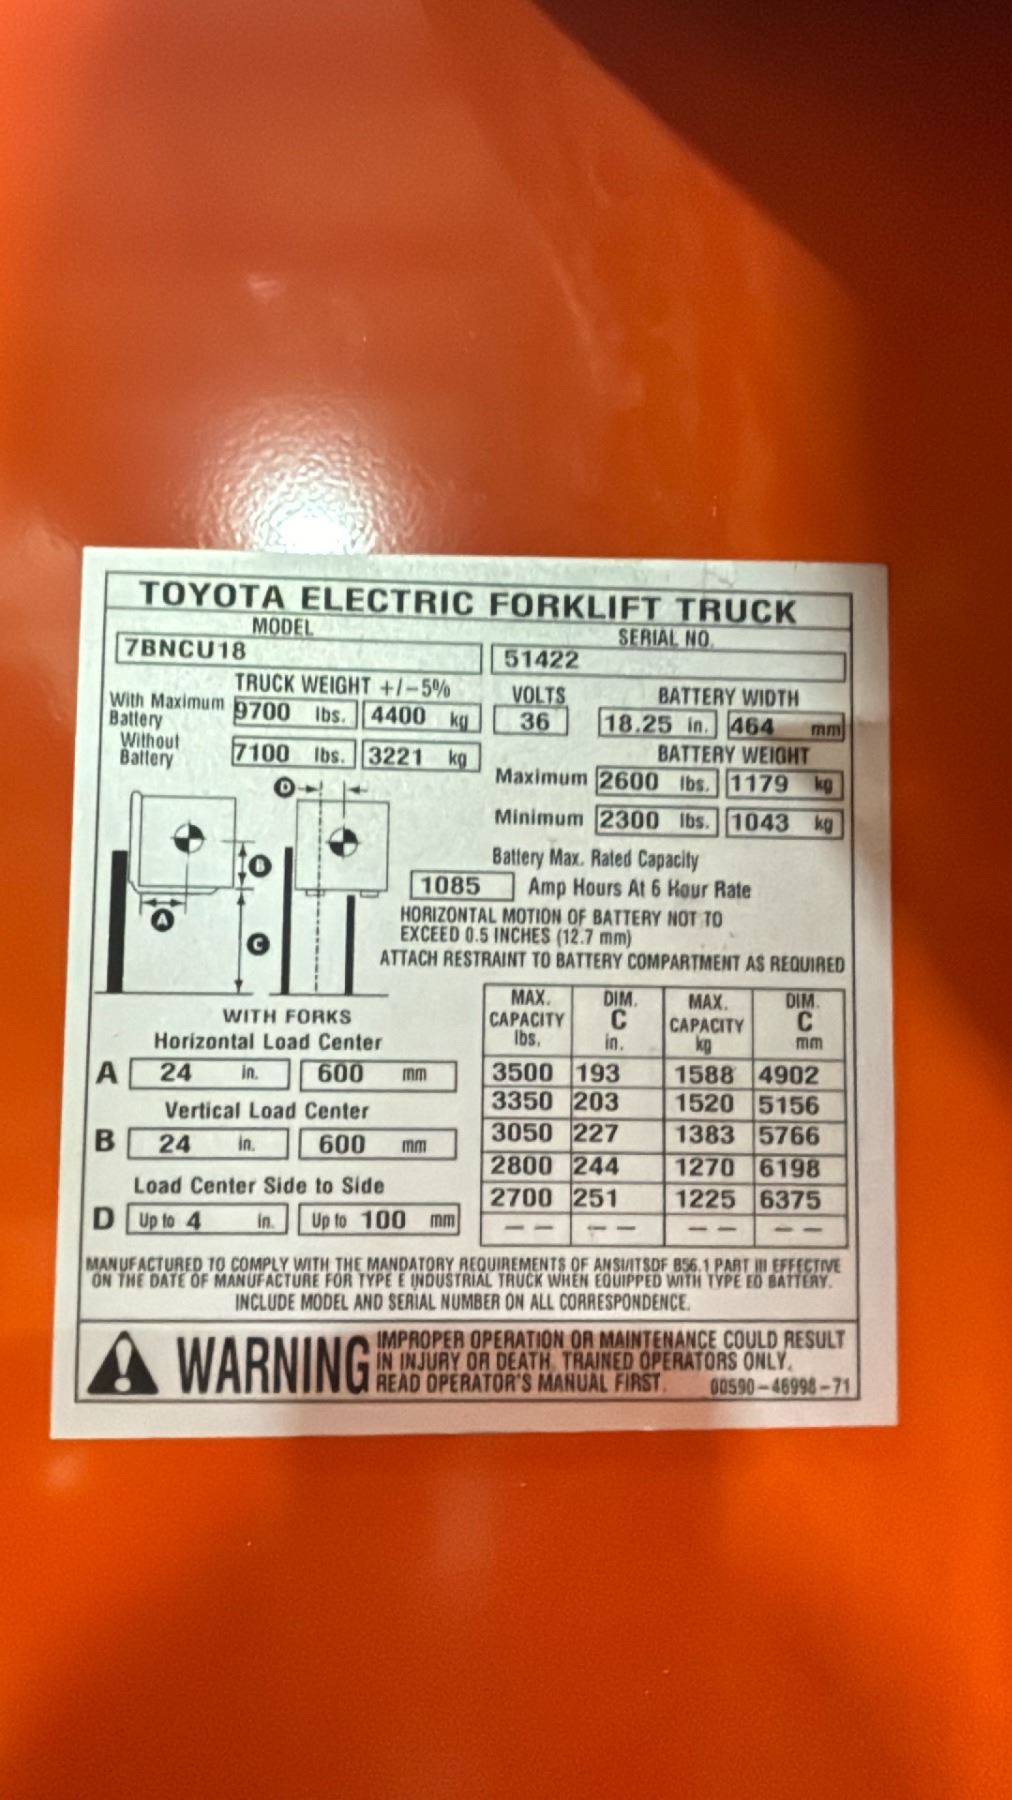 TOYOTA ELECTRIC FORKLIFT TRUCK
MODEL SERIAL NO.
7BNCU18 51422
TRUCK WEIGHT +/-5% VOLTS BATTERY WIDTH
With Maximum Battery 9700 lbs. 4400 kg 36 18.25 in. 464 mm
Without Battery 7100 lbs. 3221 kg
BATTERY WEIGHT
Maximum 2600 lbs. 1179 kg
Minimum 2300 lbs. 1043 kg
D
B
A
C
Battery Max. Rated Capacity
1085 Amp Hours At 6 Hour Rate
HORIZONTAL MOTION OF BATTERY NOT TO
EXCEED 0.5 INCHES (12.7 mm)
ATTACH RESTRAINT TO BATTERY COMPARTMENT AS REQUIRED
WITH FORKS
Horizontal Load Center
A 24 in. 600 mm
Vertical Load Center
B 24 in. 600 mm
Load Center Side to Side
D Up to 4 in. Up to 100 mm
MAX. CAPACITY lbs. DIM. C in. MAX. CAPACITY kg DIM. C mm
3500 193 1588 4902
3350 203 1520 5156
3050 227 1383 5766
2800 244 1270 6198
2700 251 1225 6375
— — — — — — — —
MANUFACTURED TO COMPLY WITH THE MANDATORY REQUIREMENTS OF ANSI/ITSDF B56.1 PART III EFFECTIVE
ON THE DATE OF MANUFACTURE FOR TYPE E INDUSTRIAL TRUCK WHEN EQUIPPED WITH TYPE EO BATTERY.
INCLUDE MODEL AND SERIAL NUMBER ON ALL CORRESPONDENCE.
WARNING
IMPROPER OPERATION OR MAINTENANCE COULD RESULT
IN INJURY OR DEATH. TRAINED OPERATORS ONLY.
READ OPERATOR'S MANUAL FIRST. 00590-46998-71